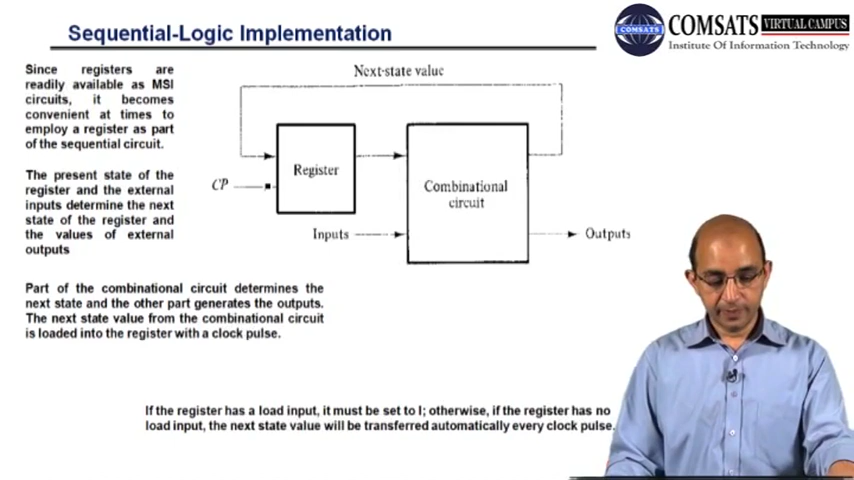 Sequential-Logic Implementation
COMSATS VIRTUAL CAMPUS
Institute Of Information Technology
COMSATS
Since registers are
readily available as MSI
circuits, it becomes
convenient at times to
employ a register as part
of the sequential circuit.
The present state of the
register and the external
inputs determine the next
state of the register and
the values of external
outputs
Next-state value
Register
CP
Combinational
circuit
Inputs
Outputs
Part of the combinational circuit determines the
next state and the other part generates the outputs.
The next state value from the combinational circuit
is loaded into the register with a clock pulse.
If the register has a load input, it must be set to I; otherwise, if the register has no
load input, the next state value will be transferred automatically every clock pulse.